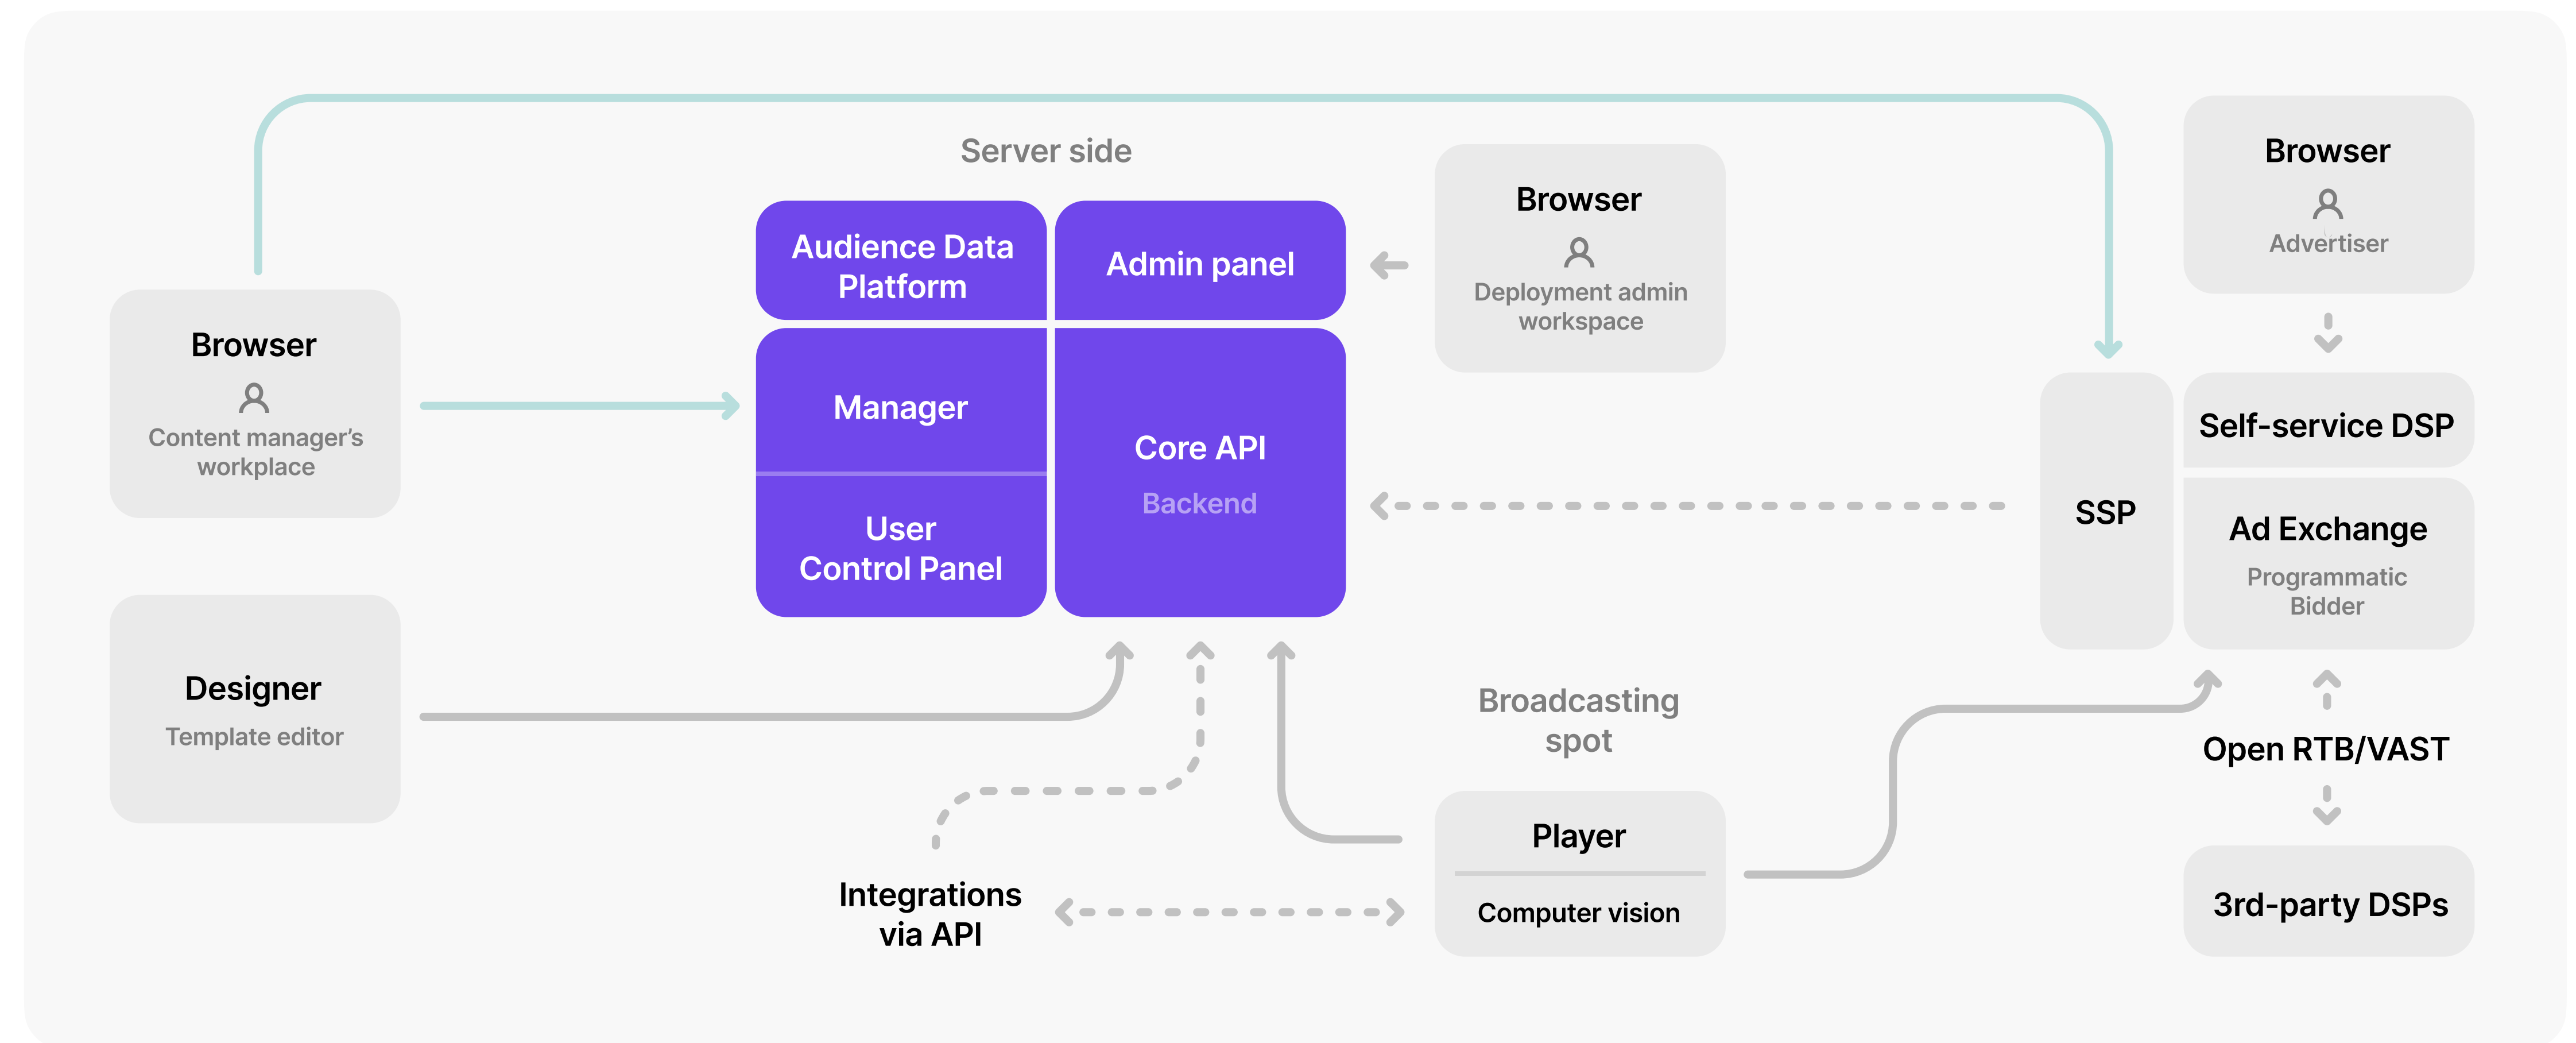 Server side
Browser
Content manager’s
workplace
Designer
Template editor
Audience Data
Platform
Admin panel
Manager
User
Control Panel
Core API
Backend
Browser
Deployment admin
workspace
Integrations
via API
Broadcasting
spot
Player
Computer vision
Browser
Advertiser
SSP
Self-service DSP
Ad Exchange
Programmatic
Bidder
Open RTB/VAST
3rd-party DSPs